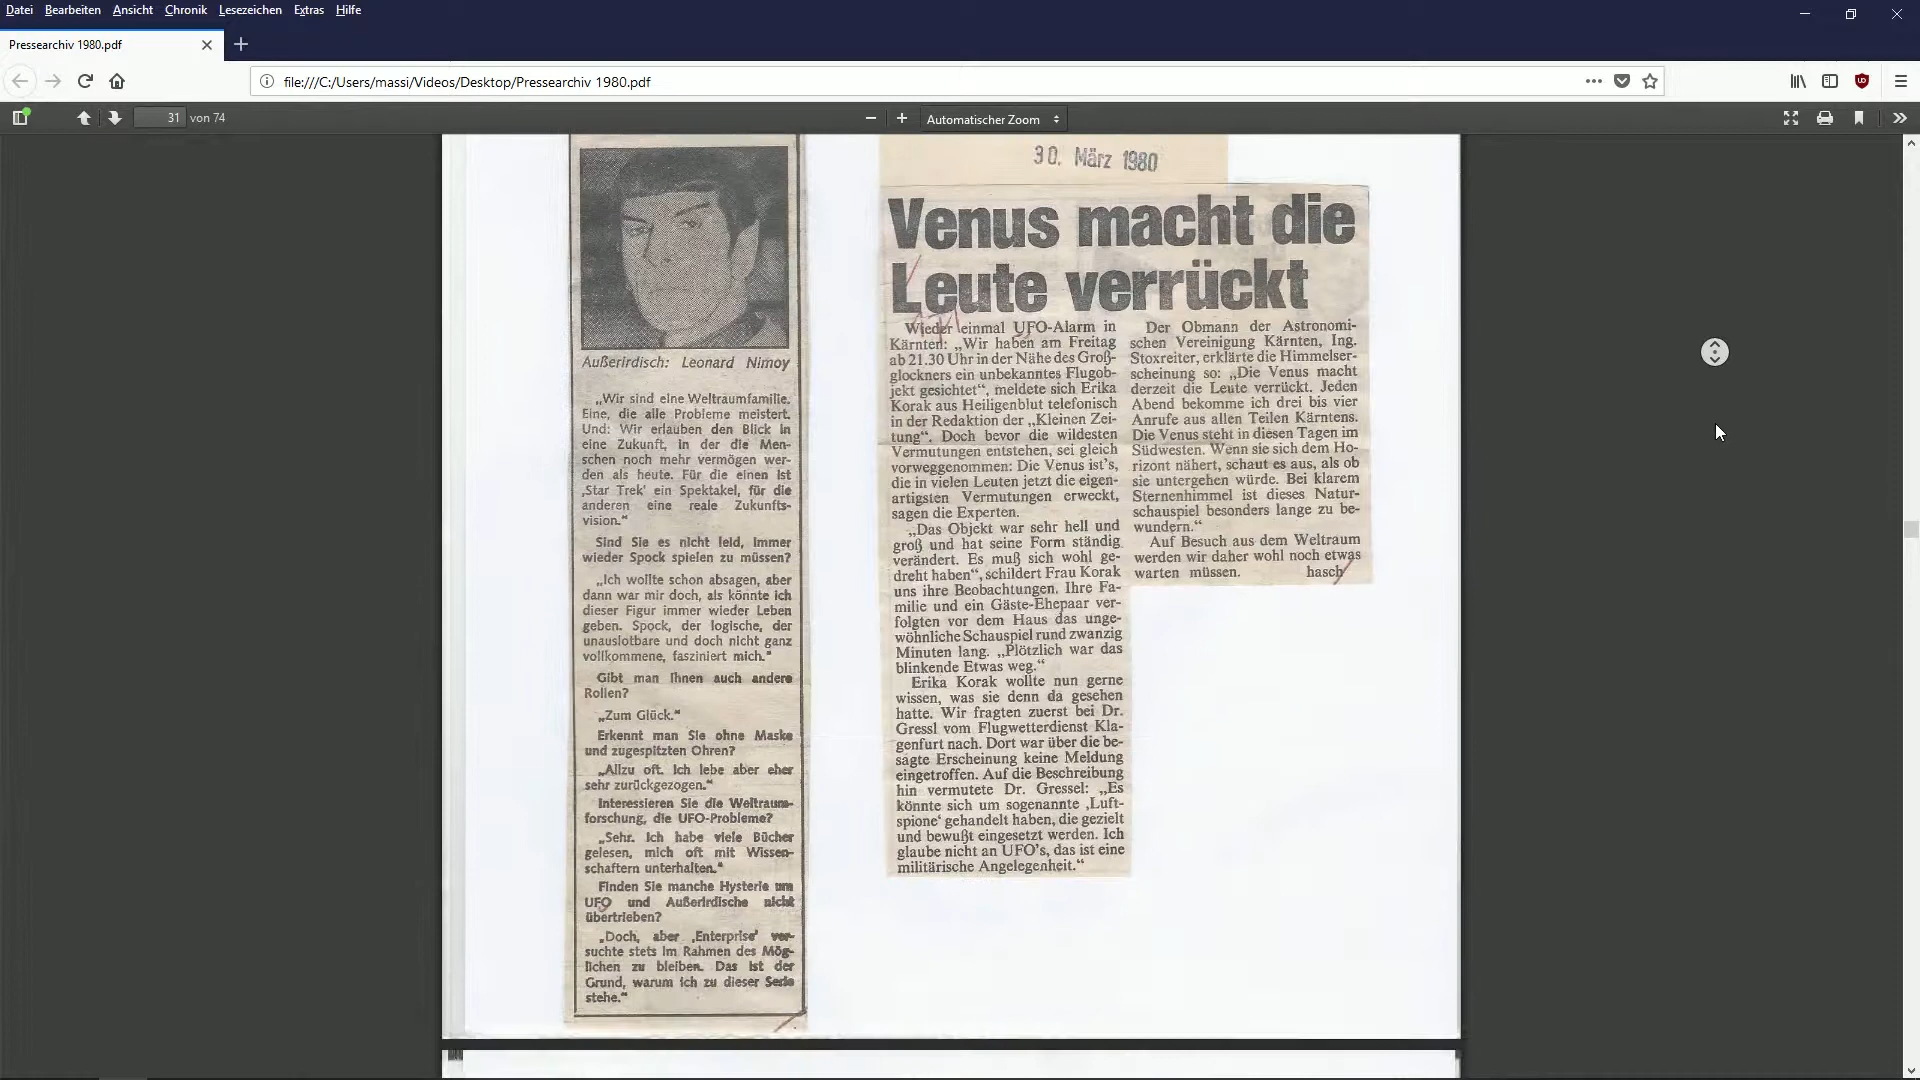 Datei Bearbeiten Ansicht Chronik Lesezeichen Extras Hilfe
Pressearchiv 1980.pdf
file:///C:/Users/massi/Videos/Desktop/Pressearchiv 1980.pdf
31 von 74
Automatischer Zoom
Außerirdisch: Leonard Nimoy
„Wir sind eine Weltraumfamilie.
Eine, die alle Probleme meistert.
Und: Wir erlauben den Blick in
eine Zukunft, in der die Men-
schen noch mehr vermögen wer-
den als heute. Für die einen ist
‚Star Trek' ein Spektakel, für die
anderen eine reale Zukunfts-
vision."
Sind Sie es nicht leid, immer
wieder Spock spielen zu müssen?
„Ich wollte schon absagen, aber
dann war mir doch, als könnte ich
dieser Figur immer wieder Leben
geben. Spock, der logische, der
unauslotbare und doch nicht ganz
vollkommene, fasziniert mich."
Gibt man Ihnen auch andere
Rollen?
„Zum Glück."
Erkennt man Sie ohne Maske
und zugespitzten Ohren?
„Allzu oft. Ich lebe aber eher
sehr zurückgezogen."
Interessieren Sie die Weltraum-
forschung, die UFO-Probleme?
„Sehr. Ich habe viele Bücher
gelesen, mich oft mit Wissen-
schaftern unterhalten."
Finden Sie manche Hysterie um
UFO und Außerirdische nicht
übertrieben?
„Doch, aber ‚Enterprise' ver-
suchte stets im Rahmen des Mög-
lichen zu bleiben. Das ist der
Grund, warum ich zu dieser Serie
stehe."
30. März 1980
Venus macht die
Leute verrückt
Wieder einmal UFO-Alarm in
Kärnten: „Wir haben am Freitag
ab 21.30 Uhr in der Nähe des Groß-
glockners ein unbekanntes Flugob-
jekt gesichtet", meldete sich Erika
Korak aus Heiligenblut telefonisch
in der Redaktion der „Kleinen Zei-
tung". Doch bevor die wildesten
Vermutungen entstehen, sei gleich
vorweggenommen: Die Venus ist's,
die in vielen Leuten jetzt die eigen-
artigsten Vermutungen erweckt,
sagen die Experten.
„Das Objekt war sehr hell und
groß und hat seine Form ständig
verändert. Es muß sich wohl ge-
dreht haben", schildert Frau Korak
uns ihre Beobachtungen. Ihre Fa-
milie und ein Gäste-Ehepaar ver-
folgten vor dem Haus das unge-
wöhnliche Schauspiel rund zwanzig
Minuten lang. „Plötzlich war das
blinkende Etwas weg."
Erika Korak wollte nun gerne
wissen, was sie denn da gesehen
hatte. Wir fragten zuerst bei Dr.
Gressl vom Flugwetterdienst Kla-
genfurt nach. Dort war über die be-
sagte Erscheinung keine Meldung
eingetroffen. Auf die Beschreibung
hin vermutete Dr. Gressel: „Es
könnte sich um sogenannte ‚Luft-
spione' gehandelt haben, die gezielt
und bewußt eingesetzt werden. Ich
glaube nicht an UFO's, das ist eine
militärische Angelegenheit."
Der Obmann der Astronomi-
schen Vereinigung Kärnten, Ing.
Stoxreiter, erklärte die Himmelser-
scheinung so: „Die Venus macht
derzeit die Leute verrückt. Jeden
Abend bekomme ich drei bis vier
Anrufe aus allen Teilen Kärntens.
Die Venus steht in diesen Tagen im
Südwesten. Wenn sie sich dem Ho-
rizont nähert, schaut es aus, als ob
sie untergehen würde. Bei klarem
Sternenhimmel ist dieses Natur-
schauspiel besonders lange zu be-
wundern."
Auf Besuch aus dem Weltraum
werden wir daher wohl noch etwas
warten müssen. hasch